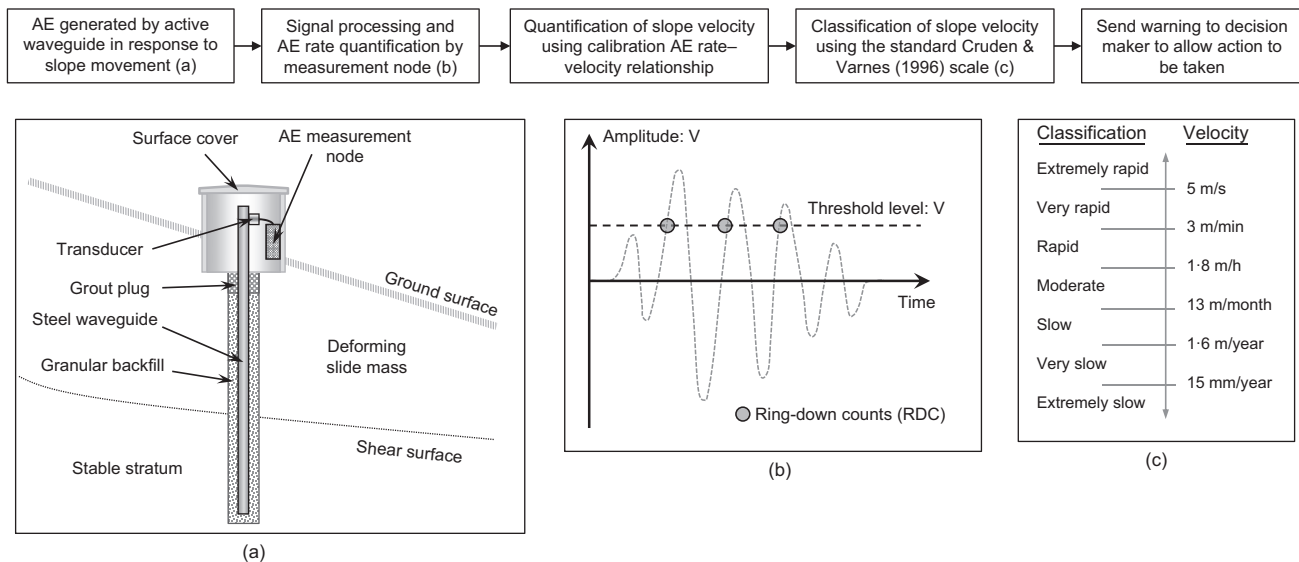 AE generated by active
waveguide in response to
slope movement (a)
Signal processing and
AE rate quantification by
measurement node (b)
Quantification of slope velocity
using calibration AE rate–
velocity relationship
Classification of slope velocity
using the standard Cruden &
Varnes (1996) scale (c)
Send warning to decision
maker to allow action to
be taken
Surface cover
AE measurement
node
Transducer
Grout plug
Steel waveguide
Granular backfill
Ground surface
Deforming
slide mass
Shear surface
Stable stratum
(a)
Amplitude: V
Threshold level: V
Time
Ring-down counts (RDC)
(b)
Classification
Velocity
Extremely rapid
5 m/s
Very rapid
3 m/min
Rapid
1·8 m/h
Moderate
13 m/month
Slow
1·6 m/year
Very slow
15 mm/year
Extremely slow
(c)